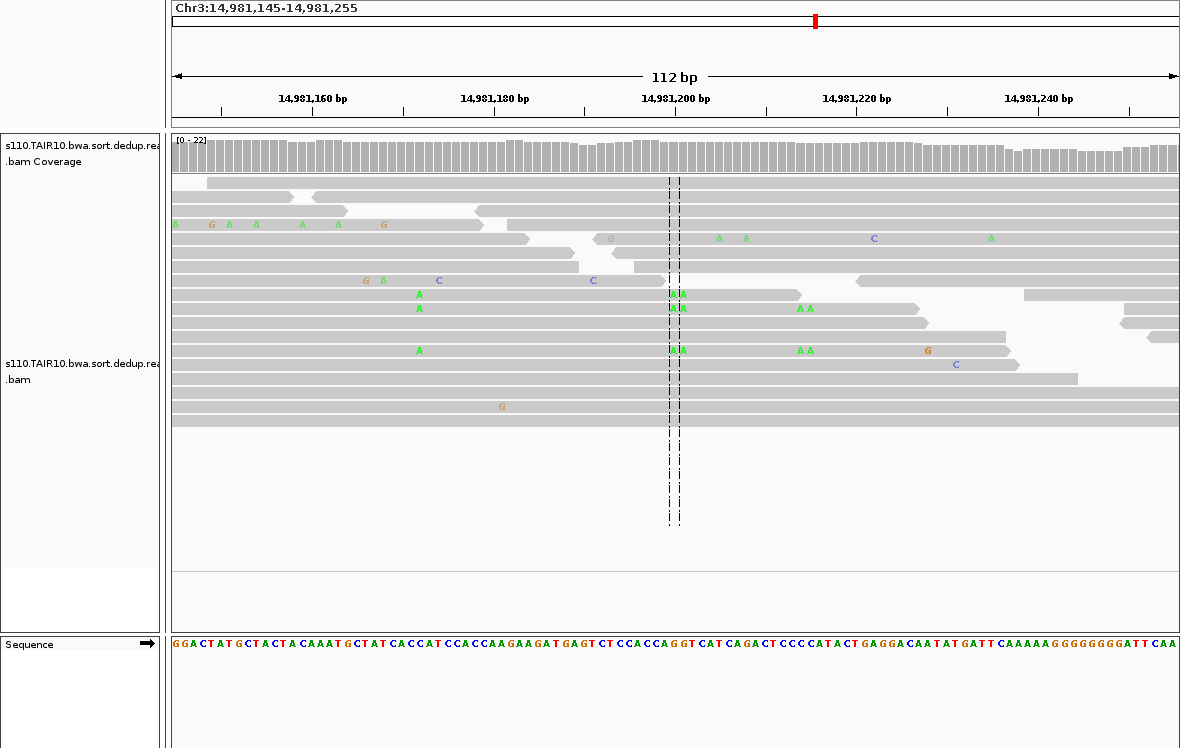 Chr3:14,981,145-14,981,255
112 bp
14,981,160 bp 14,981,180 bp 14,981,200 bp 14,981,220 bp 14,981,240 bp
s110.TAIR10.bwa.sort.dedup.rea
.bam Coverage
[0 - 22]
A G A A A A G
G A A C A
G A C C
A A A
A A A A A
A A A A A G
C
s110.TAIR10.bwa.sort.dedup.rea
.bam
G
Sequence
GGACTATGCTACTACAAATGCTATCACCATCCACCAAGAAGATGAGTCTCCACCAGGTCATCAGACTCCCCATACTGAGGACAATATGATTCAAAAAGGGGGGGGATTCAA